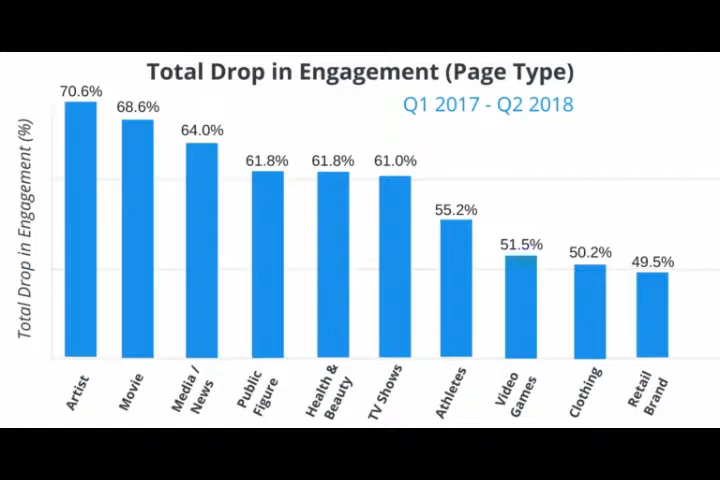 Total Drop in Engagement (Page Type)
Q1 2017 - Q2 2018
Total Drop in Engagement (%)
70.6%
68.6%
64.0%
61.8%
61.8%
61.0%
55.2%
51.5%
50.2%
49.5%
Artist
Movie
Media /
News
Public
Figure
Health &
Beauty
TV Shows
Athletes
Video
Games
Clothing
Retail
Brand